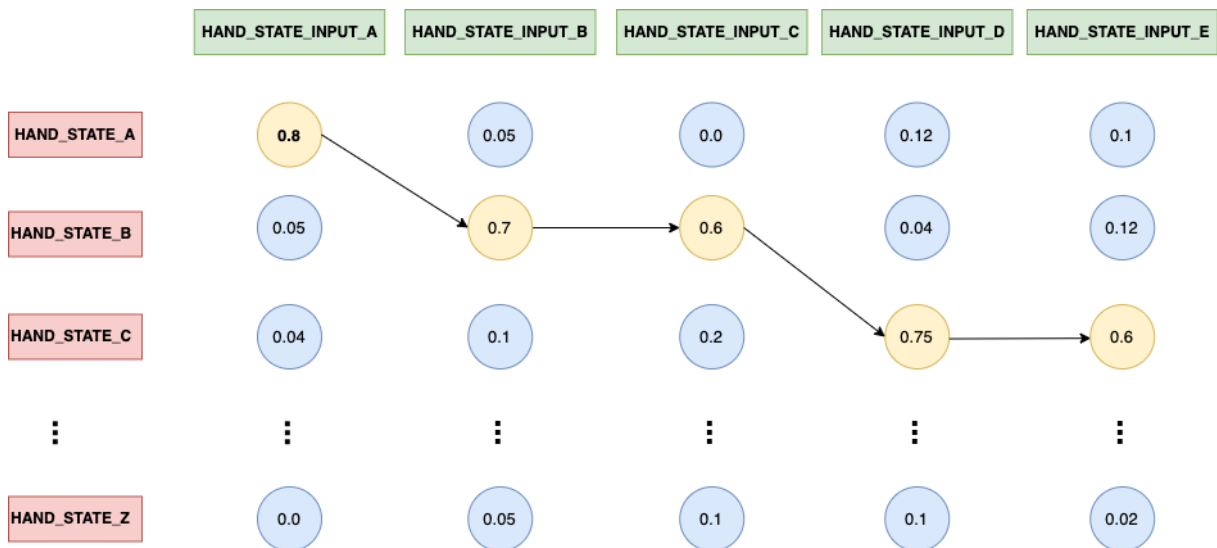 HAND_STATE_INPUT_A HAND_STATE_INPUT_B HAND_STATE_INPUT_C HAND_STATE_INPUT_D HAND_STATE_INPUT_E
HAND_STATE_A 0.8 0.05 0.0 0.12 0.1
HAND_STATE_B 0.05 0.7 0.6 0.04 0.12
HAND_STATE_C 0.04 0.1 0.2 0.75 0.6
HAND_STATE_Z 0.0 0.05 0.1 0.1 0.02